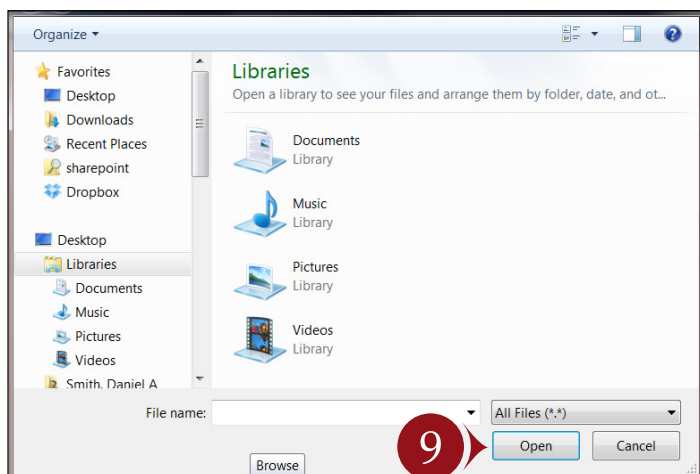 Organize
Favorites
Desktop
Downloads
Recent Places
sharepoint
Dropbox
Desktop
Libraries
Documents
Music
Pictures
Videos
Smith, Daniel A
Libraries
Open a library to see your files and arrange them by folder, date, and ot...
Documents
Library
Music
Library
Pictures
Library
Videos
Library
File name:
All Files (*.*)
9
Open
Cancel
Browse